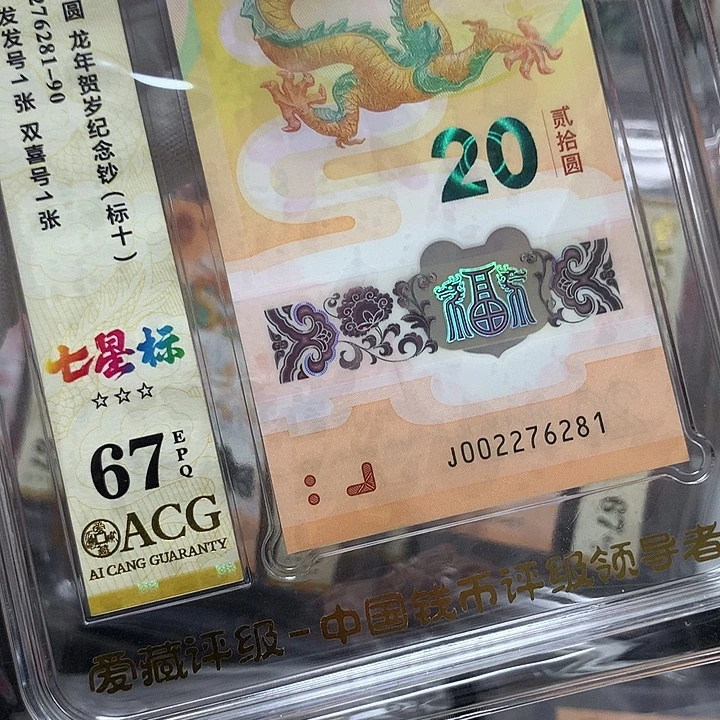 圆 龙年贺岁纪念钞(标十)
276281-90
发发号1张 双喜号1张
七星标
☆☆☆
67 EPQ
ACG
AI CANG GUARANTY
20
贰拾圆
福
J002276281
爱藏评级-中国钱币评级领导者